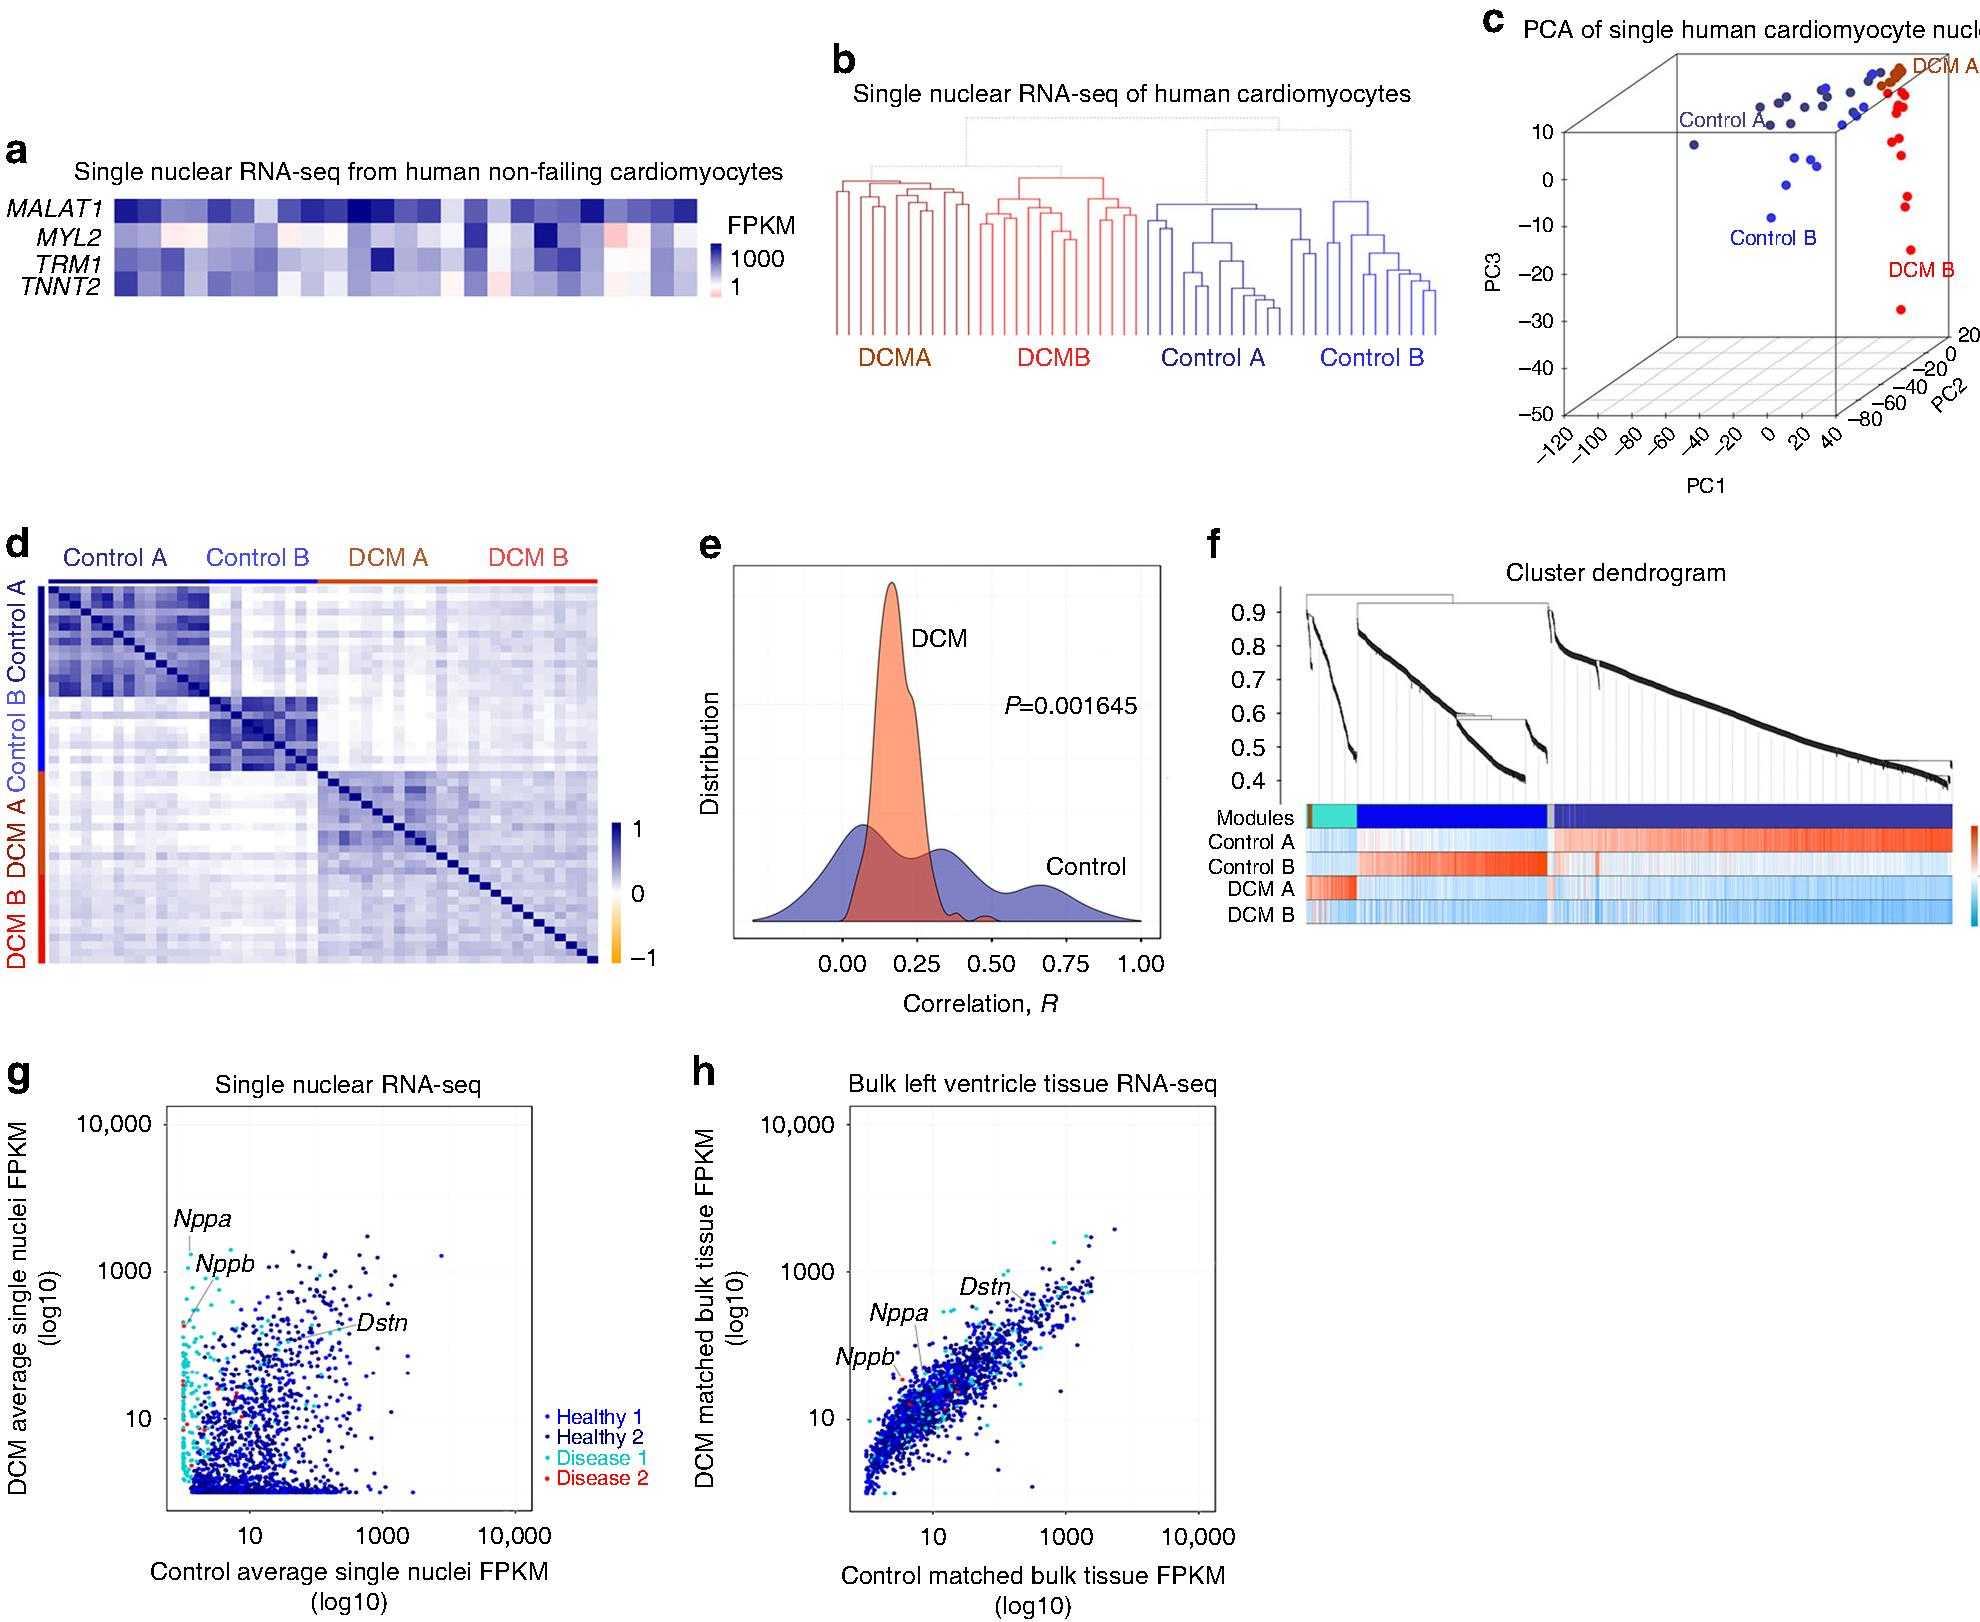 a
Single nuclear RNA-seq from human non-failing cardiomyocytes
MALAT1
MYL2
TRM1
TNNT2
FPKM
1000
1
b
Single nuclear RNA-seq of human cardiomyocytes
DCMA
DCMB
Control A
Control B
c
PCA of single human cardiomyocyte
DCM A
Control A
Control B
DCM B
PC3
10
0
−10
−20
−30
−40
−50
−120
−100
−80
−60
−40
−20
0
20
40
PC1
20
0
−20
−40
−60
−80
PC2
d
Control A
Control B
DCM A
DCM B
Control A
Control B
DCM A
DCM B
1
0
−1
e
Distribution
DCM
P=0.001645
Control
0.00
0.25
0.50
0.75
1.00
Correlation, R
f
Cluster dendrogram
0.9
0.8
0.7
0.6
0.5
0.4
Modules
Control A
Control B
DCM A
DCM B
g
Single nuclear RNA-seq
DCM average single nuclei FPKM
(log10)
10,000
1000
10
Nppa
Nppb
Dstn
10
1000
10,000
Control average single nuclei FPKM
(log10)
Healthy 1
Healthy 2
Disease 1
Disease 2
h
Bulk left ventricle tissue RNA-seq
DCM matched bulk tissue FPKM
(log10)
10,000
1000
10
Dstn
Nppa
Nppb
10
1000
10,000
Control matched bulk tissue FPKM
(log10)